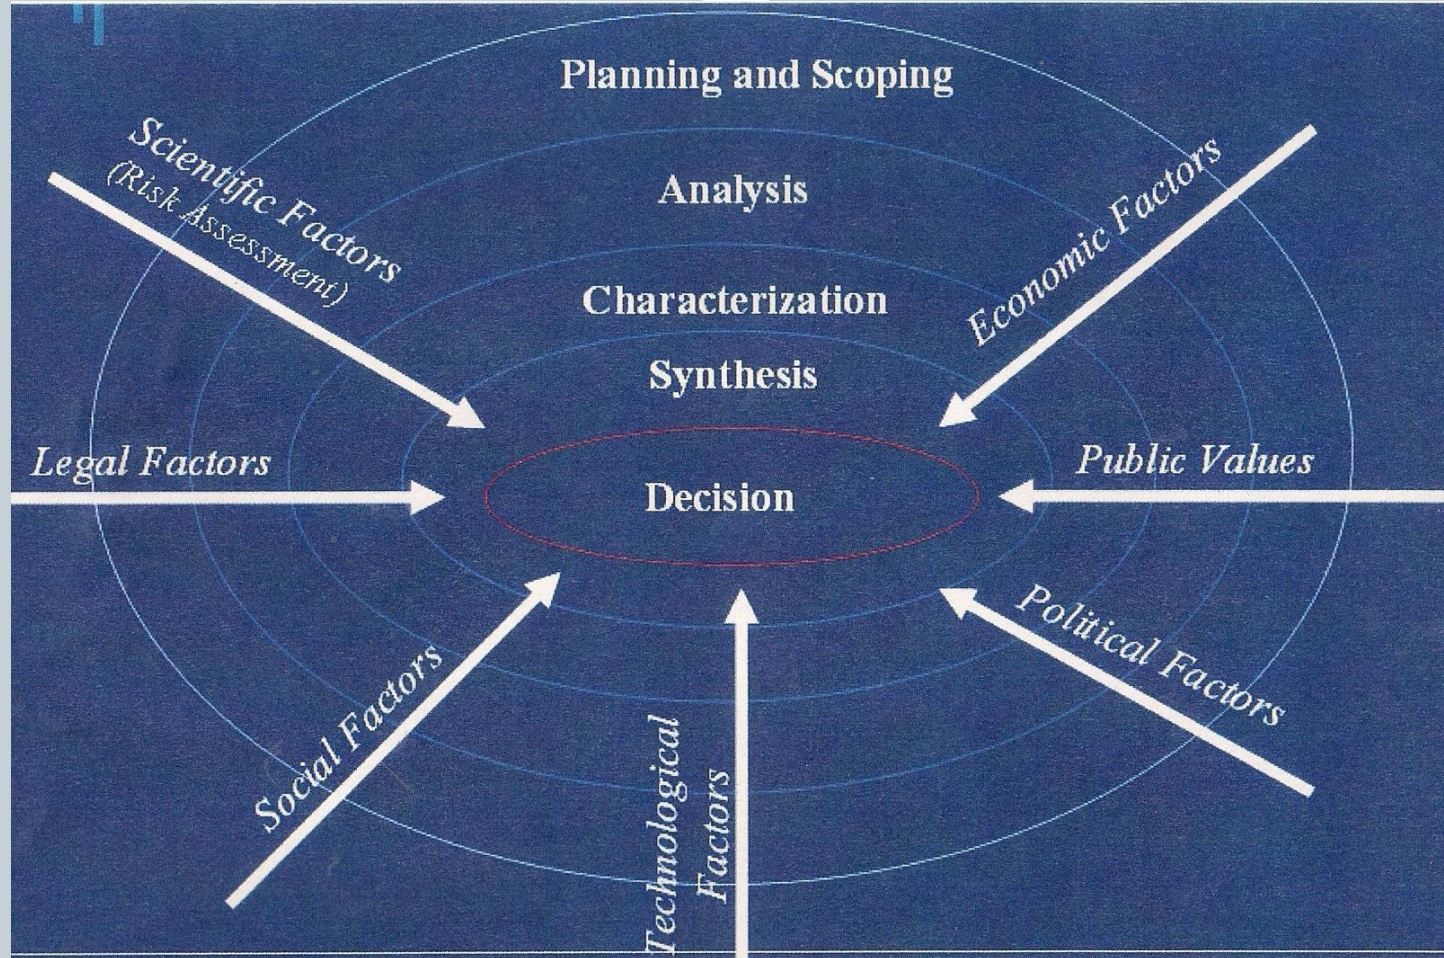 Planning and Scoping
Analysis
Characterization
Synthesis
Decision
Scientific Factors
(Risk Assessment)
Economic Factors
Legal Factors
Public Values
Social Factors
Technological
Factors
Political Factors